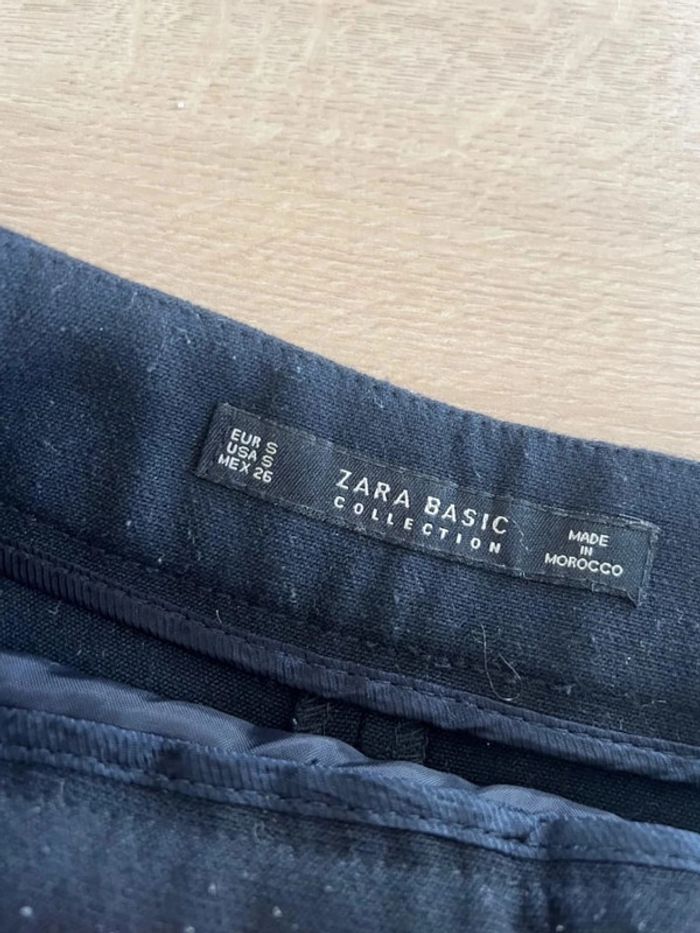 EUR S
USA S
MEX 26
ZARA BASIC
COLLECTION
MADE
IN
MOROCCO